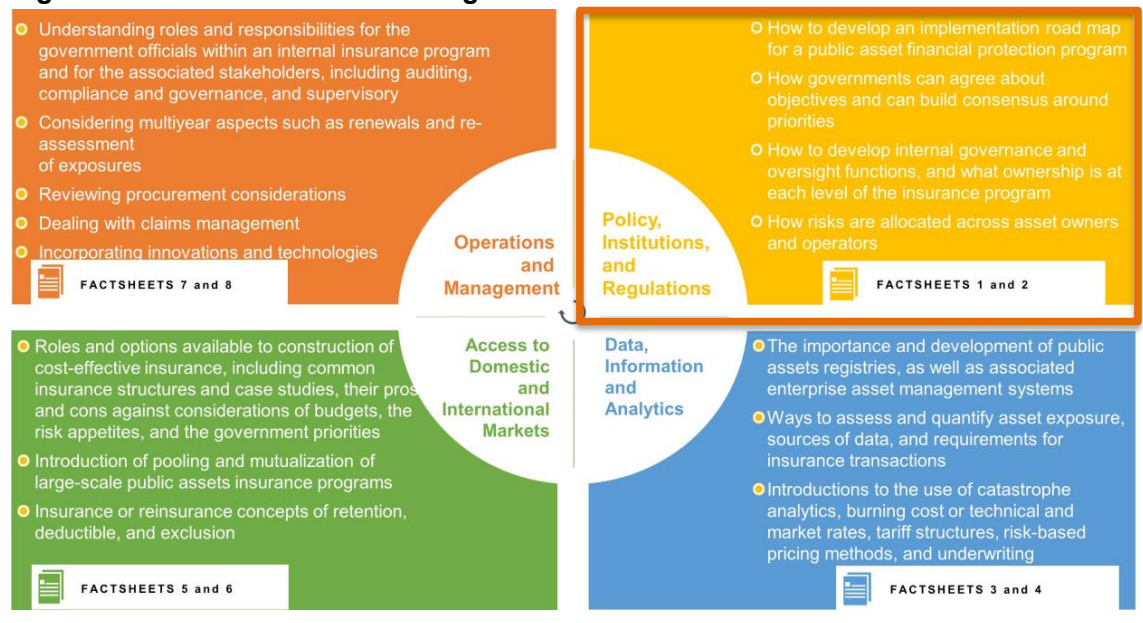 Understanding roles and responsibilities for the
government officials within an internal insurance program
and for the associated stakeholders, including auditing,
compliance and governance, and supervisory
Considering multiyear aspects such as renewals and re-
assessment
of exposures
Reviewing procurement considerations
Dealing with claims management
Incorporating innovations and technologies
FACTSHEETS 7 and 8
Operations
and
Management
How to develop an implementation road map
for a public asset financial protection program
How governments can agree about
objectives and can build consensus around
priorities
How to develop internal governance and
oversight functions, and what ownership is at
each level of the insurance program
How risks are allocated across asset owners
and operators
FACTSHEETS 1 and 2
Policy,
Institutions,
and
Regulations
Roles and options available to construction of
cost-effective insurance, including common
insurance structures and case studies, their pros
and cons against considerations of budgets, the
risk appetites, and the government priorities
Introduction of pooling and mutualization of
large-scale public assets insurance programs
Insurance or reinsurance concepts of retention,
deductible, and exclusion
FACTSHEETS 5 and 6
Access to
Domestic
and
International
Markets
Data,
Information
and
Analytics
The importance and development of public
assets registries, as well as associated
enterprise asset management systems
Ways to assess and quantify asset exposure,
sources of data, and requirements for
insurance transactions
Introductions to the use of catastrophe
analytics, burning cost or technical and
market rates, tariff structures, risk-based
pricing methods, and underwriting
FACTSHEETS 3 and 4